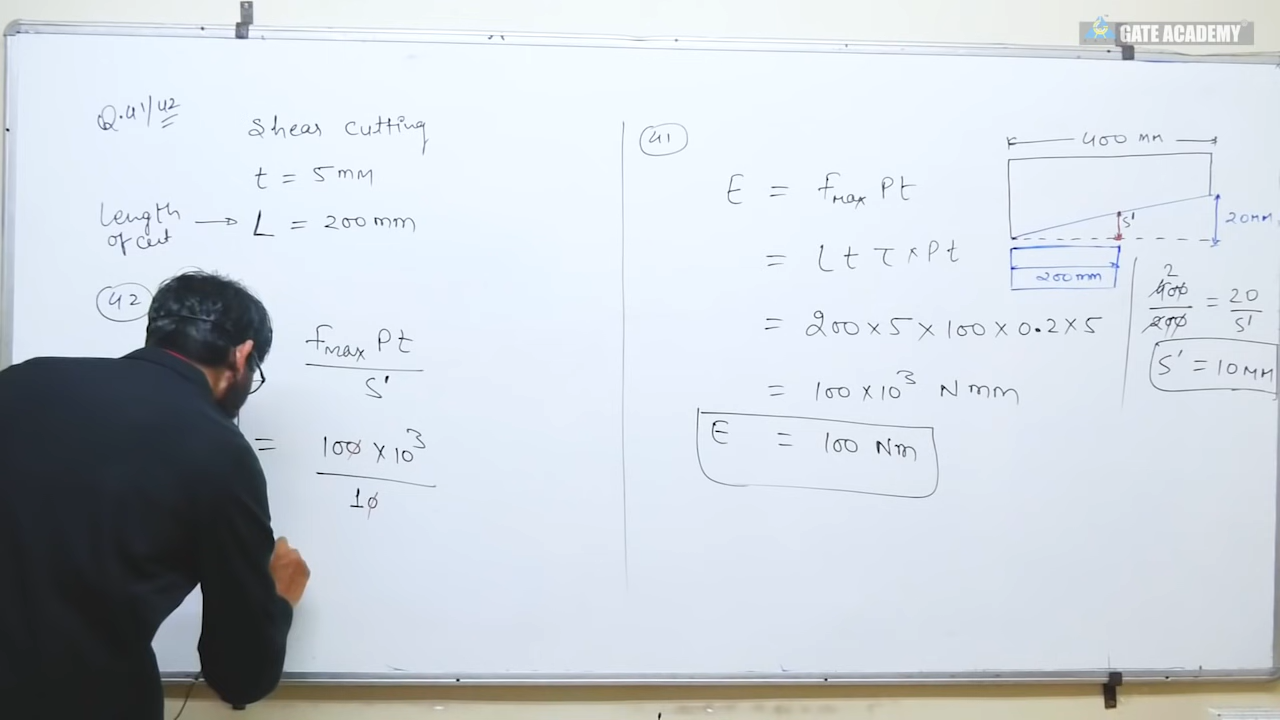 GATE ACADEMY
Q.41/42
Shear cutting
t = 5 mm
Length of cut → L = 200 mm
42
Fmax Pt
S'
= 100 × 10³
10
41
E = Fmax Pt
= L t τ × Pt
= 200 × 5 × 100 × 0.2 × 5
= 100 × 10³ N mm
E = 100 Nm
400 mm
S'
20 mm
200 mm
2
400 = 20
200 S'
S' = 10 mm